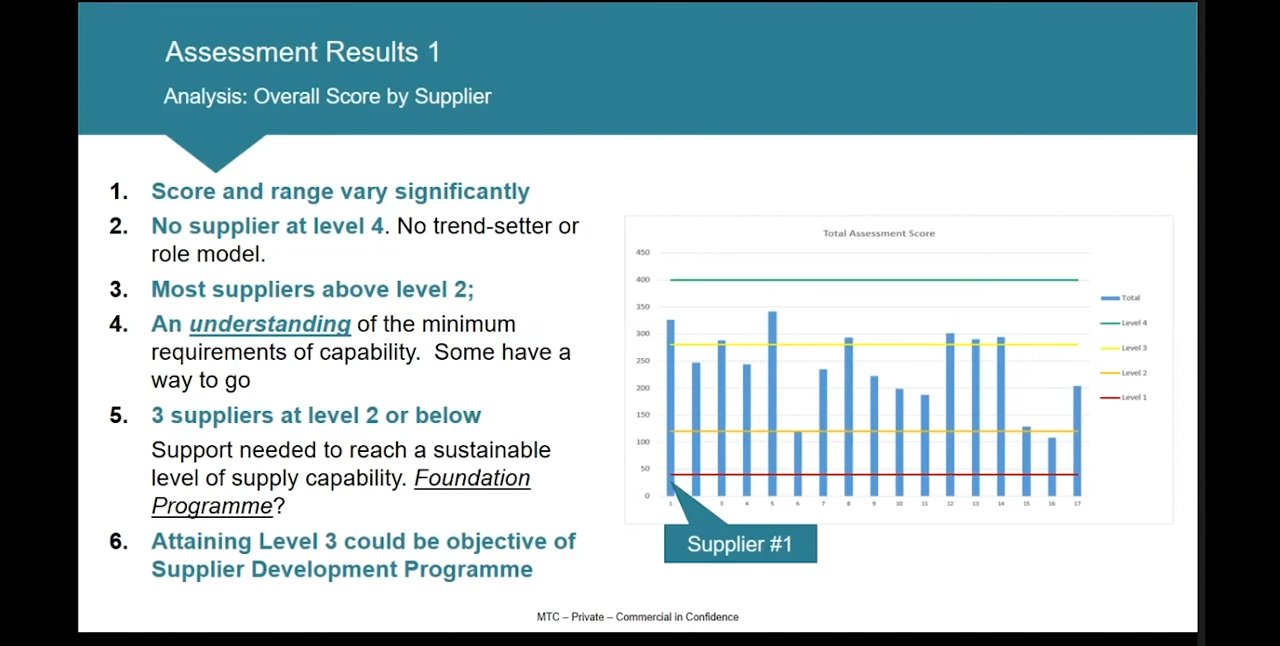 Assessment Results 1
Analysis: Overall Score by Supplier
1. Score and range vary significantly
2. No supplier at level 4. No trend-setter or
role model.
3. Most suppliers above level 2;
4. An understanding of the minimum
requirements of capability. Some have a
way to go
5. 3 suppliers at level 2 or below
Support needed to reach a sustainable
level of supply capability. Foundation
Programme?
6. Attaining Level 3 could be objective of
Supplier Development Programme
Total Assessment Score
450
400
350
300
250
200
150
100
50
0
1 3 4 5 6 7 8 9 10 11 12 13 14 15 16 17
Total
Level 4
Level 3
Level 2
Level 1
Supplier #1
MTC – Private – Commercial in Confidence